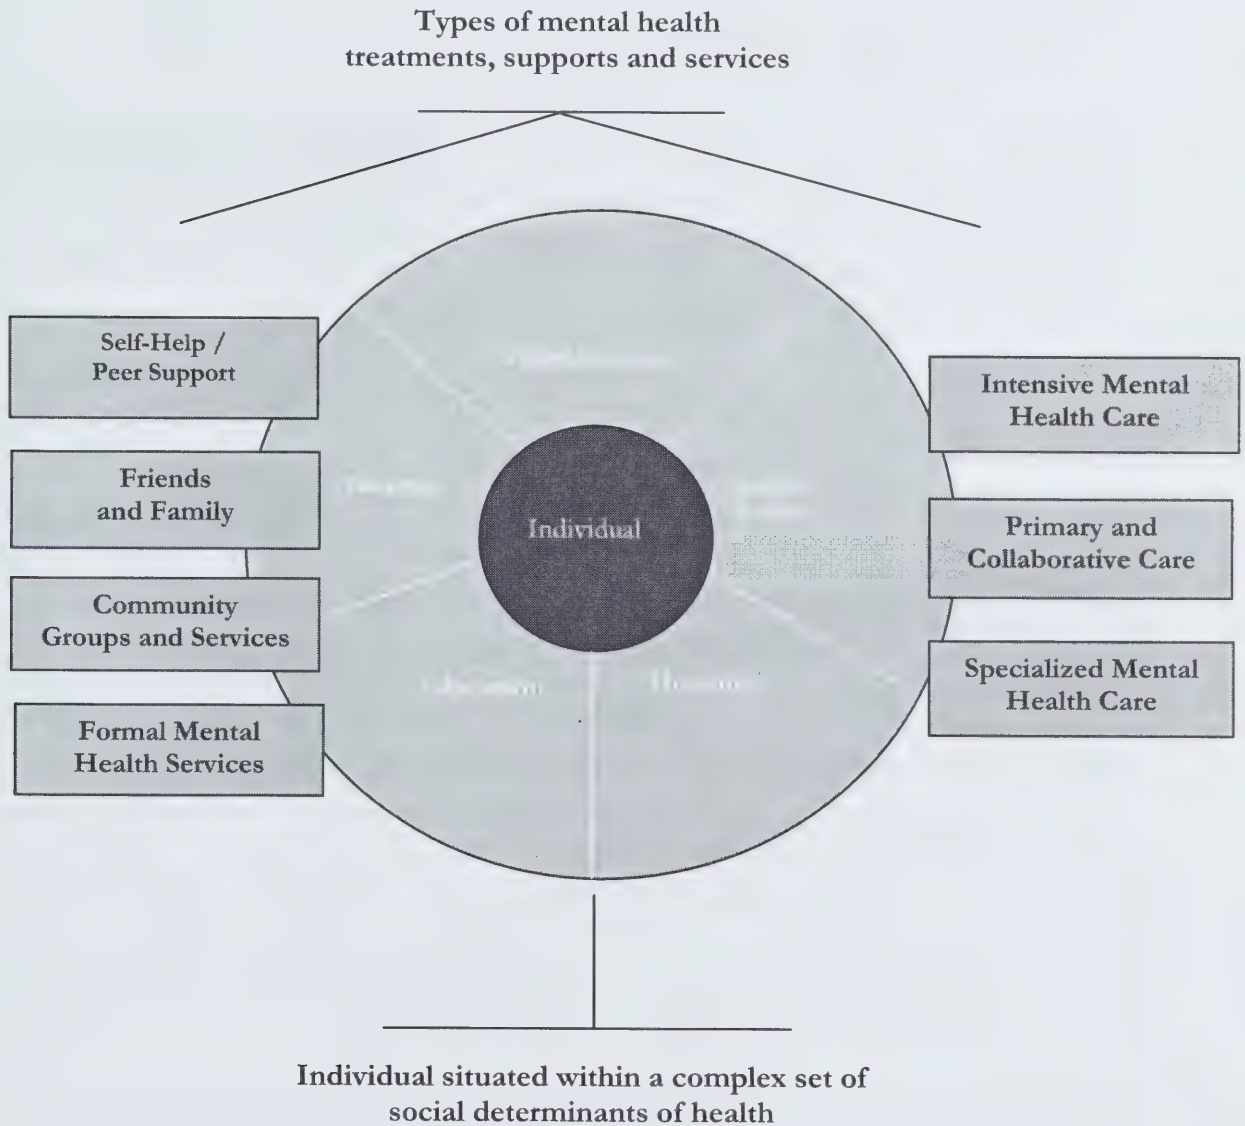 Types of mental health
treatments, supports and services
Self-Help /
Peer Support
Friends
and Family
Community
Groups and Services
Formal Mental
Health Services
Individual
Education
Housing
Intensive Mental
Health Care
Primary and
Collaborative Care
Specialized Mental
Health Care
Individual situated within a complex set of
social determinants of health